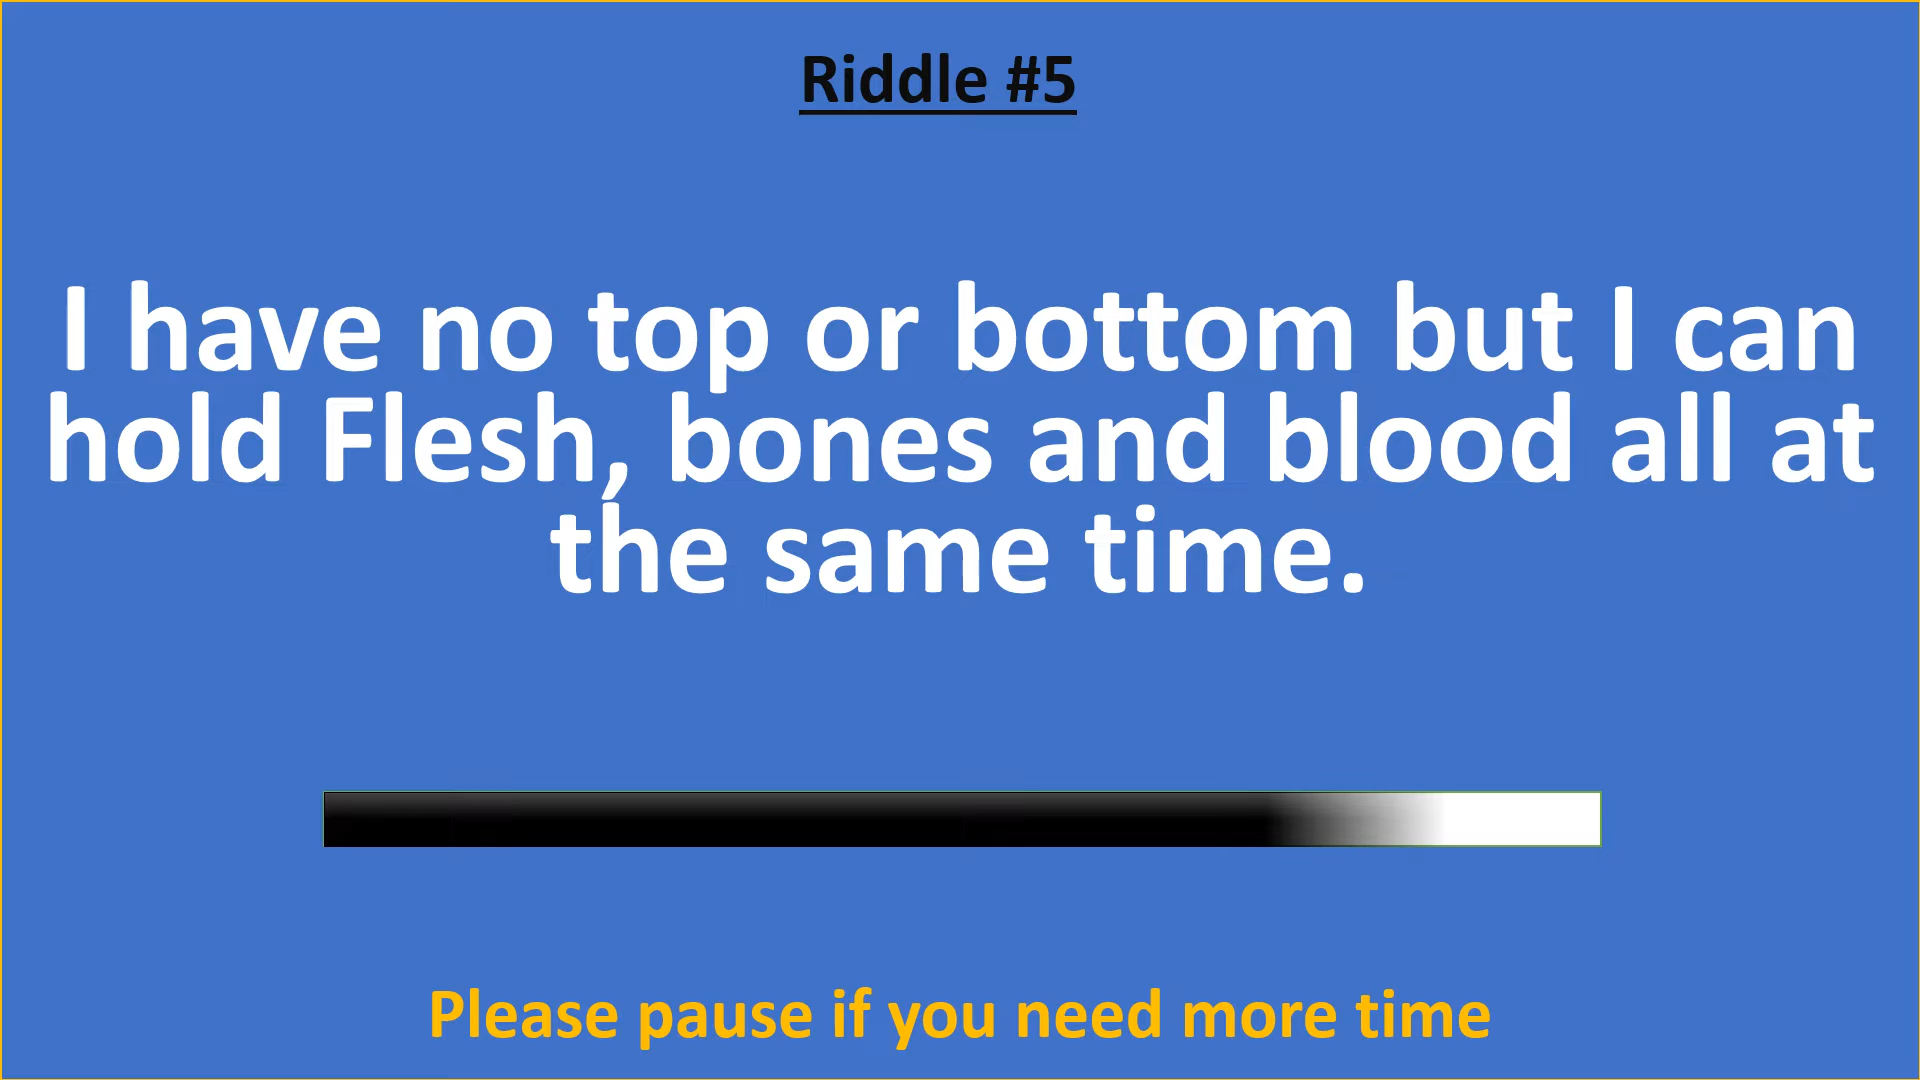 Riddle #5
I have no top or bottom but I can
hold Flesh, bones and blood all at
the same time.
Please pause if you need more time